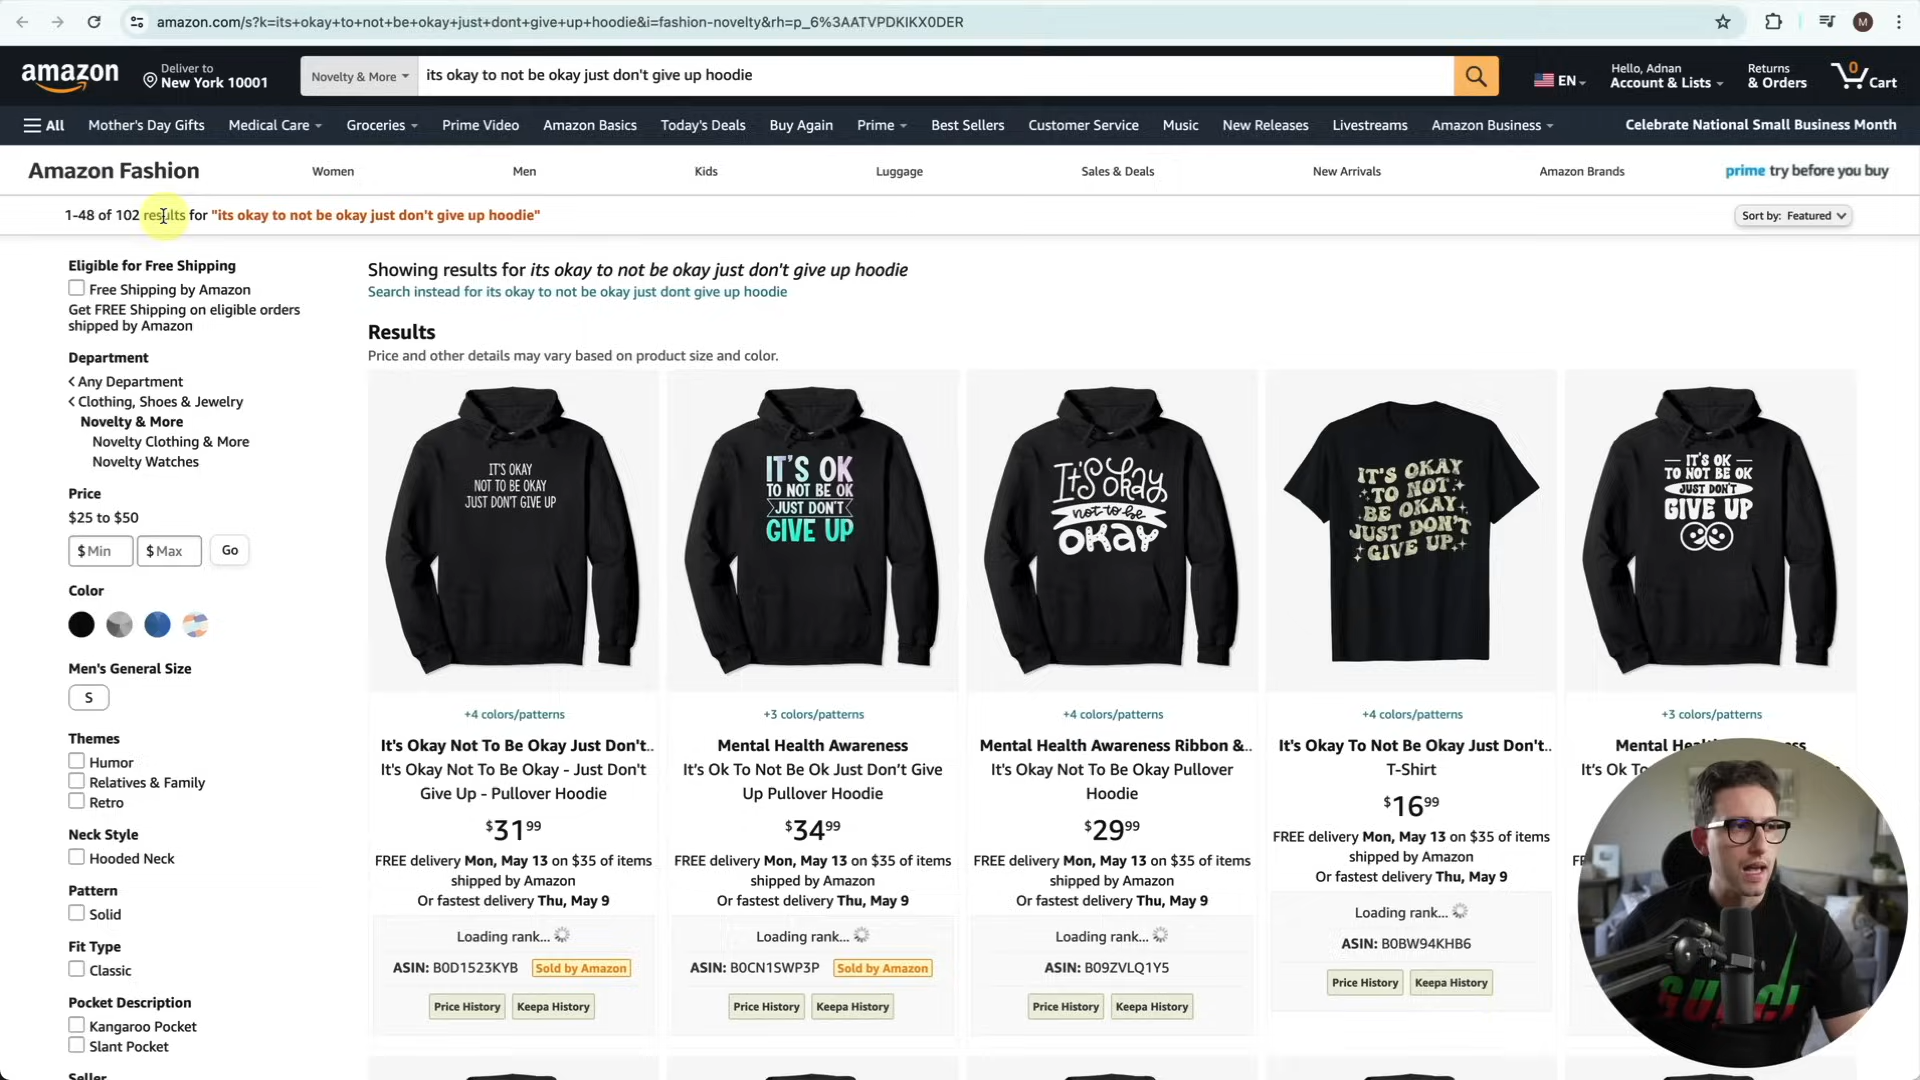 amazon.com/s?k=its+okay+to+not+be+okay+just+dont+give+up+hoodie&i=fashion-novelty&rh=p_6%3AATVPDKIKX0DER
M
amazon
Deliver to
New York 10001
Novelty & More
its okay to not be okay just don't give up hoodie
EN
Hello, Adnan
Account & Lists
Returns
& Orders
0
Cart
All
Mother's Day Gifts
Medical Care
Groceries
Prime Video
Amazon Basics
Today's Deals
Buy Again
Prime
Best Sellers
Customer Service
Music
New Releases
Livestreams
Amazon Business
Celebrate National Small Business Month
Amazon Fashion
Women
Men
Kids
Luggage
Sales & Deals
New Arrivals
Amazon Brands
prime try before you buy
1-48 of 102 results for "its okay to not be okay just don't give up hoodie"
Sort by: Featured
Eligible for Free Shipping
Free Shipping by Amazon
Get FREE Shipping on eligible orders
shipped by Amazon
Department
Any Department
Clothing, Shoes & Jewelry
Novelty & More
Novelty Clothing & More
Novelty Watches
Price
$25 to $50
$ Min
$ Max
Go
Color
Men's General Size
S
Themes
Humor
Relatives & Family
Retro
Neck Style
Hooded Neck
Pattern
Solid
Fit Type
Classic
Pocket Description
Kangaroo Pocket
Slant Pocket
Seller
Showing results for its okay to not be okay just don't give up hoodie
Search instead for its okay to not be okay just dont give up hoodie
Results
Price and other details may vary based on product size and color.
IT'S OKAY
NOT TO BE OKAY
JUST DON'T GIVE UP
+4 colors/patterns
It's Okay Not To Be Okay Just Don't..
It's Okay Not To Be Okay - Just Don't
Give Up - Pullover Hoodie
$31.99
FREE delivery Mon, May 13 on $35 of items
shipped by Amazon
Or fastest delivery Thu, May 9
Loading rank...
ASIN: B0D1523KYB
Sold by Amazon
Price History
Keepa History
IT'S OK
TO NOT BE OK
JUST DON'T
GIVE UP
+3 colors/patterns
Mental Health Awareness
It's Ok To Not Be Ok Just Don't Give
Up Pullover Hoodie
$34.99
FREE delivery Mon, May 13 on $35 of items
shipped by Amazon
Or fastest delivery Thu, May 9
Loading rank...
ASIN: B0CN1SWP3P
Sold by Amazon
Price History
Keepa History
It's okay
not to be
okay
+4 colors/patterns
Mental Health Awareness Ribbon &..
It's Okay Not To Be Okay Pullover
Hoodie
$29.99
FREE delivery Mon, May 13 on $35 of items
shipped by Amazon
Or fastest delivery Thu, May 9
Loading rank...
ASIN: B09ZVLQ1Y5
Price History
Keepa History
IT'S OKAY
TO NOT
BE OKAY
JUST DON'T
GIVE UP
+4 colors/patterns
It's Okay To Not Be Okay Just Don't..
T-Shirt
$16.99
FREE delivery Mon, May 13 on $35 of items
shipped by Amazon
Or fastest delivery Thu, May 9
Loading rank...
ASIN: B0BW94KHB6
Price History
Keepa History
IT'S OK
TO NOT BE OK
JUST DON'T
GIVE UP
+3 colors/patterns
It's Ok To